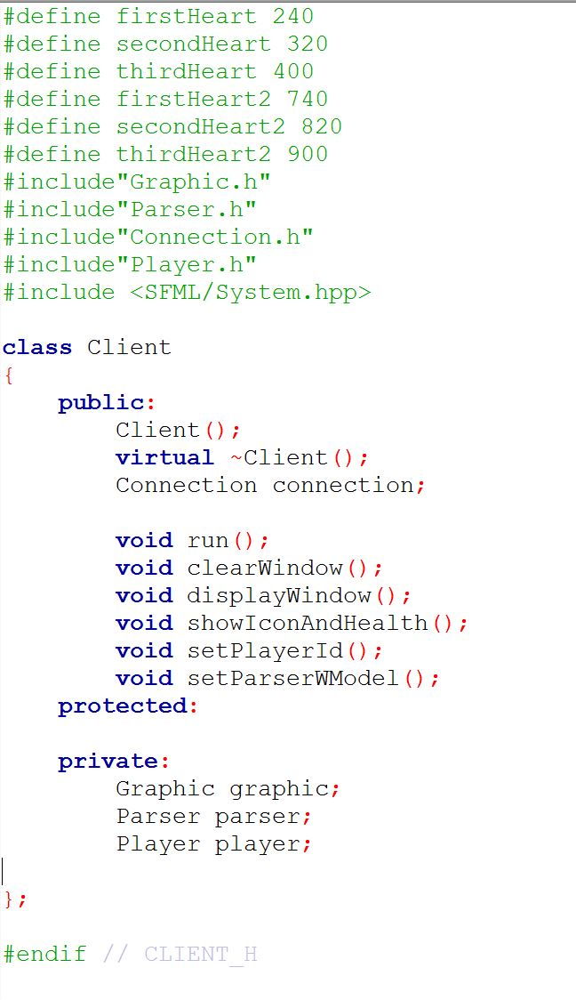 #define firstHeart 240
#define secondHeart 320
#define thirdHeart 400
#define firstHeart2 740
#define secondHeart2 820
#define thirdHeart2 900
#include"Graphic.h"
#include"Parser.h"
#include"Connection.h"
#include"Player.h"
#include <SFML/System.hpp>
class Client
{
public:
Client();
virtual ~Client();
Connection connection;
void run();
void clearWindow();
void displayWindow();
void showIconAndHealth();
void setPlayerId();
void setParserWModel();
protected:
private:
Graphic graphic;
Parser parser;
Player player;
};
#endif // CLIENT_H